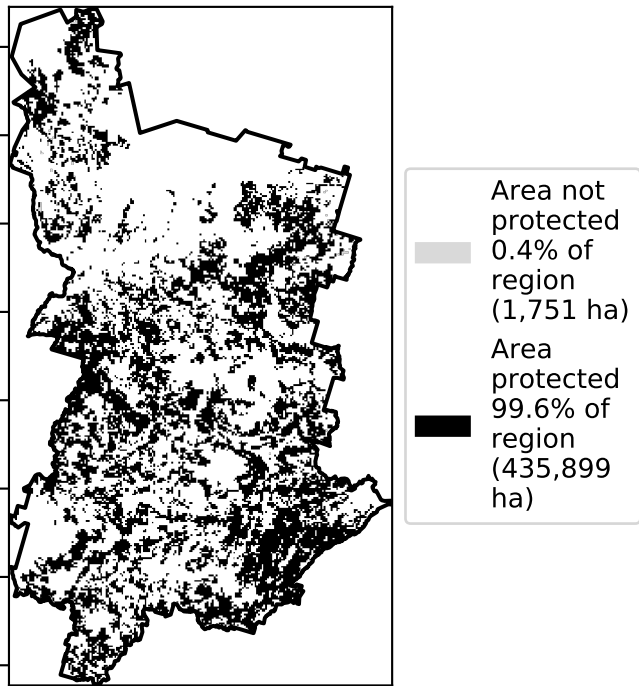 Area not
protected
0.4% of
region
(1,751 ha)
Area
protected
99.6% of
region
(435,899
ha)